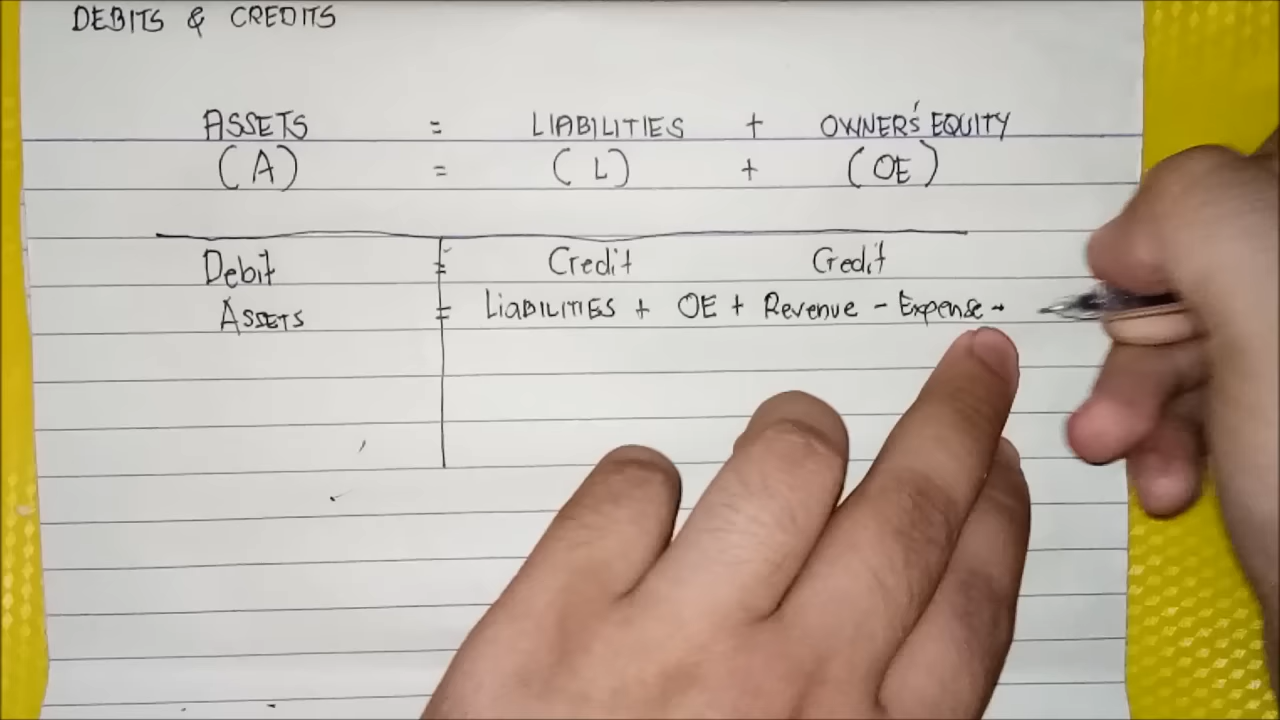 DEBITS & CREDITS
ASSETS = LIABILITIES + OWNER'S EQUITY
(A) = (L) + (OE)
Debit = Credit Credit
ASSETS = LIABILITIES + OE + Revenue - Expense -